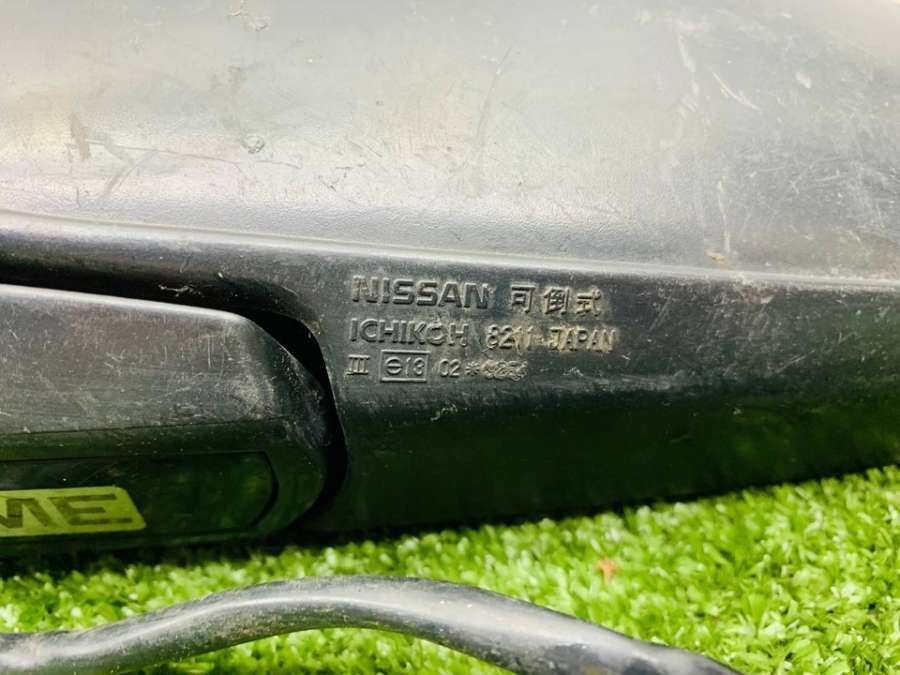 NISSAN 可倒式
ICHIKOH 8211 JAPAN
III e13 02*
ME